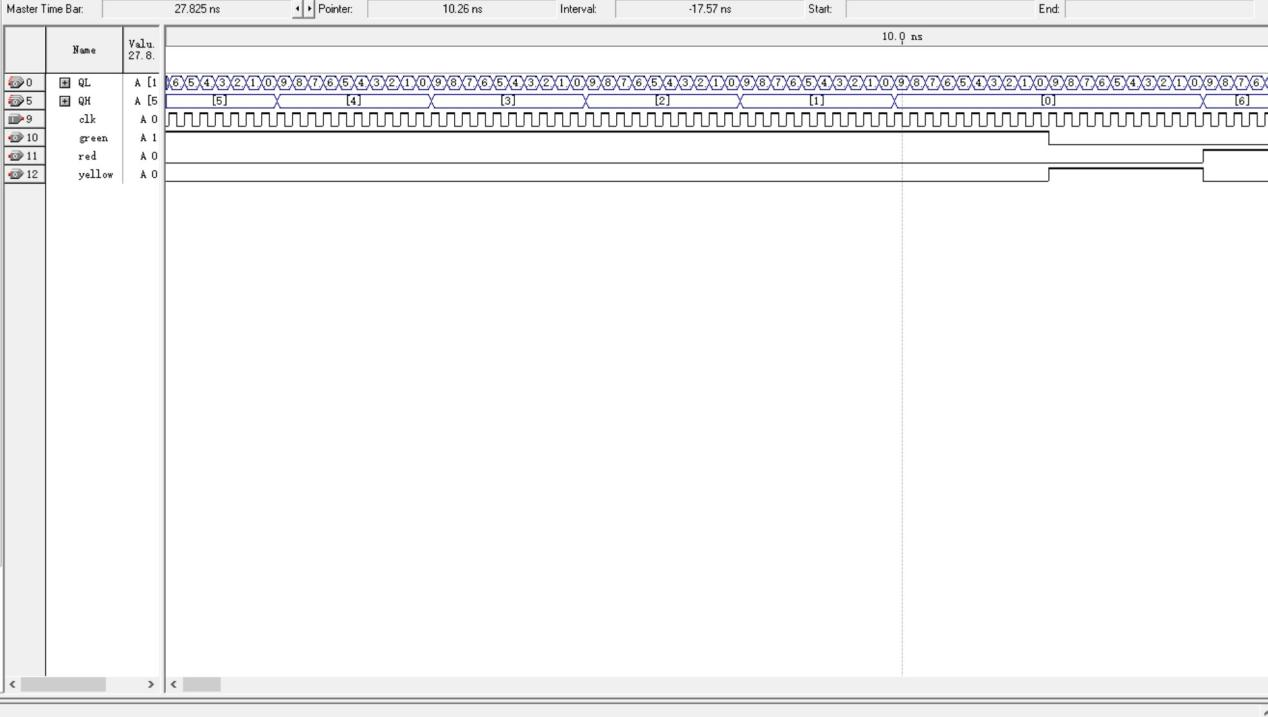 Master Time Bar: 27.825 ns Pointer: 10.26 ns Interval: -17.57 ns Start: End:
Name Valu. 27.8. 10.0 ns
0 QL A [1 6 5 4 3 2 1 0 9 8 7 6 5 4 3 2 1 0 9 8 7 6 5 4 3 2 1 0 9 8 7 6 5 4 3 2 1 0 9 8 7 6 5 4 3 2 1 0 9 8 7 6 5 4 3 2 1 0 9 8 7 6 5 4 3 2 1 0 9 8 7 6
5 QH A [5 [5] [4] [3] [2] [1] [0] [6]
9 clk A 0
10 green A 1
11 red A 0
12 yellow A 0